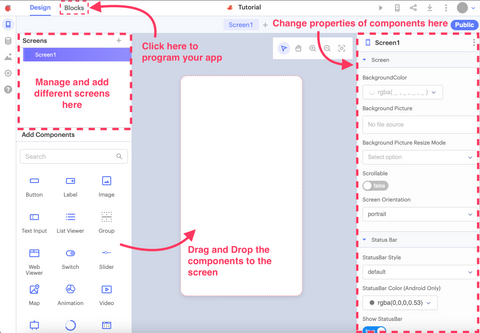 Design
Blocks
Tutorial
Screen1
Change properties of components here
Public
Screens
Screen1
Click here to
program your app
Manage and add
different screens
here
Screen1
Screen
BackgroundColor
rgba( _ , _ , _ , _ )
Background Picture
No file source
Background Picture Resize Mode
Select option
Scrollable
false
Screen Orientation
portrait
Status Bar
StatusBar Style
default
StatusBar Color (Android Only)
rgba(0,0,0,0.53)
Show StatusBar
Add Components
Search
Button
Label
Image
Text Input
List Viewer
Group
Web
Viewer
Switch
Slider
Map
Animation
Video
Drag and Drop the
components to the
screen